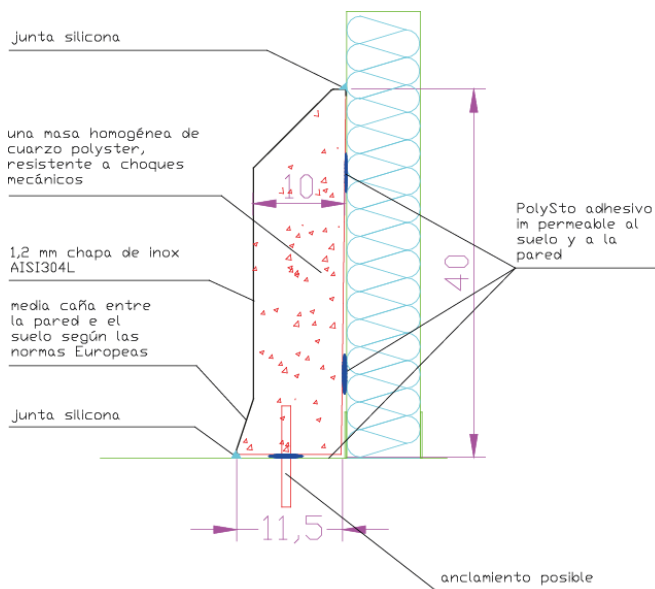 junta silicona
una masa homogénea de
cuarzo polyster,
resistente a choques
mecánicos
10
PolySto adhesivo
im permeable al
suelo y a la
pared
40
1,2 mm chapa de inox
AISI304L
media caña entre
la pared e el
suelo según las
normas Europeas
junta silicona
11,5
anclamiento posible